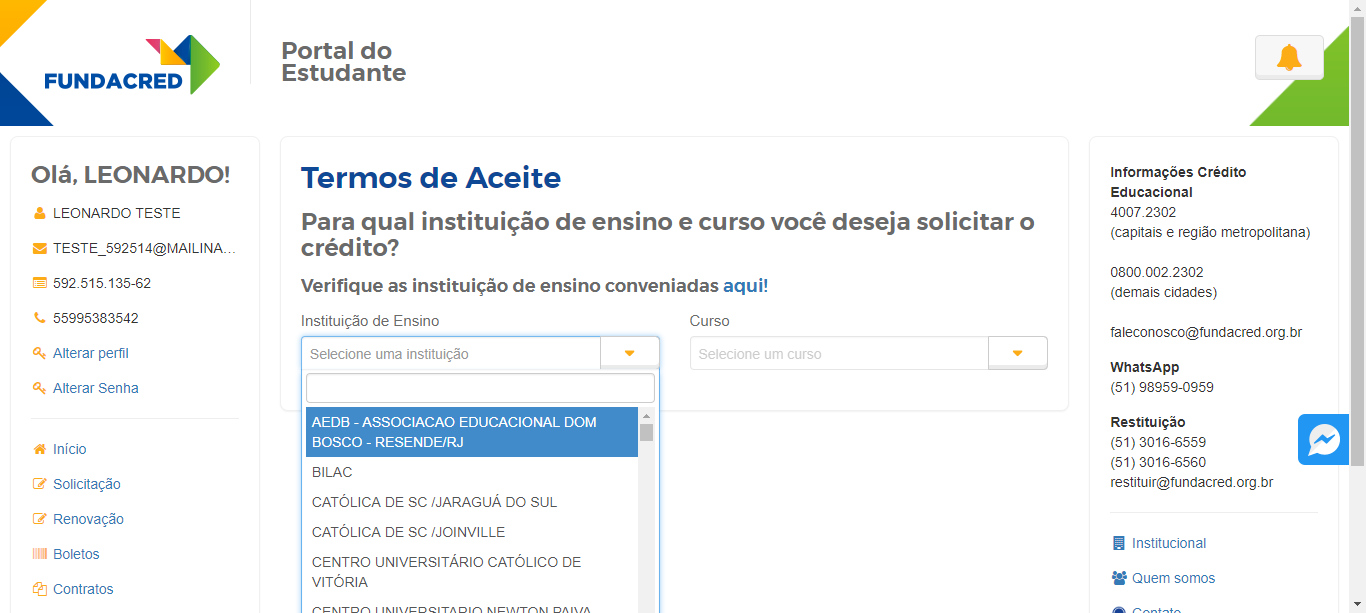 FUNDACRED
Portal do
Estudante
Olá, LEONARDO!
LEONARDO TESTE
TESTE_592514@MAILINA...
592.515.135-62
55995383542
Alterar perfil
Alterar Senha
Início
Solicitação
Renovação
Boletos
Contratos
Termos de Aceite
Para qual instituição de ensino e curso você deseja solicitar o
crédito?
Verifique as instituição de ensino conveniadas aqui!
Instituição de Ensino
Selecione uma instituição
AEDB - ASSOCIACAO EDUCACIONAL DOM
BOSCO - RESENDE/RJ
BILAC
CATÓLICA DE SC /JARAGUÁ DO SUL
CATÓLICA DE SC /JOINVILLE
CENTRO UNIVERSITÁRIO CATÓLICO DE
VITÓRIA
CENTRO UNIVERSITARIO NEWTON PAIVA
Curso
Selecione um curso
Informações Crédito
Educacional
4007.2302
(capitais e região metropolitana)
0800.002.2302
(demais cidades)
faleconosco@fundacred.org.br
WhatsApp
(51) 98959-0959
Restituição
(51) 3016-6559
(51) 3016-6560
restituir@fundacred.org.br
Institucional
Quem somos
Contato